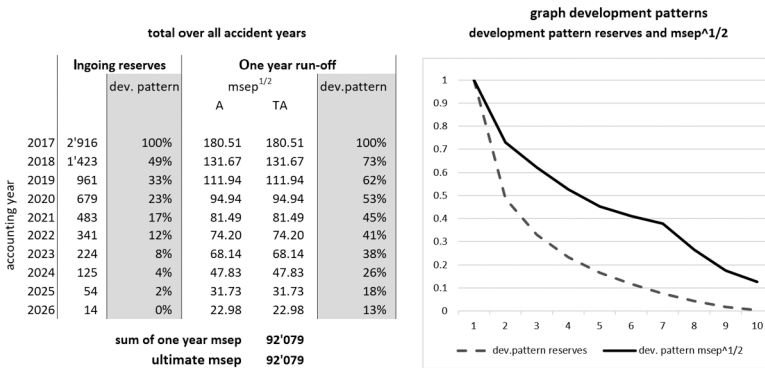 total over all accident years
Ingoing reserves One year run-off
dev. pattern msep^1/2 dev.pattern
A TA
accounting year
2017 2'916 100% 180.51 180.51 100%
2018 1'423 49% 131.67 131.67 73%
2019 961 33% 111.94 111.94 62%
2020 679 23% 94.94 94.94 53%
2021 483 17% 81.49 81.49 45%
2022 341 12% 74.20 74.20 41%
2023 224 8% 68.14 68.14 38%
2024 125 4% 47.83 47.83 26%
2025 54 2% 31.73 31.73 18%
2026 14 0% 22.98 22.98 13%
sum of one year msep 92'079
ultimate msep 92'079
graph development patterns
development pattern reserves and msep^1/2
1
0.9
0.8
0.7
0.6
0.5
0.4
0.3
0.2
0.1
0
1 2 3 4 5 6 7 8 9 10
dev.pattern reserves dev. pattern msep^1/2